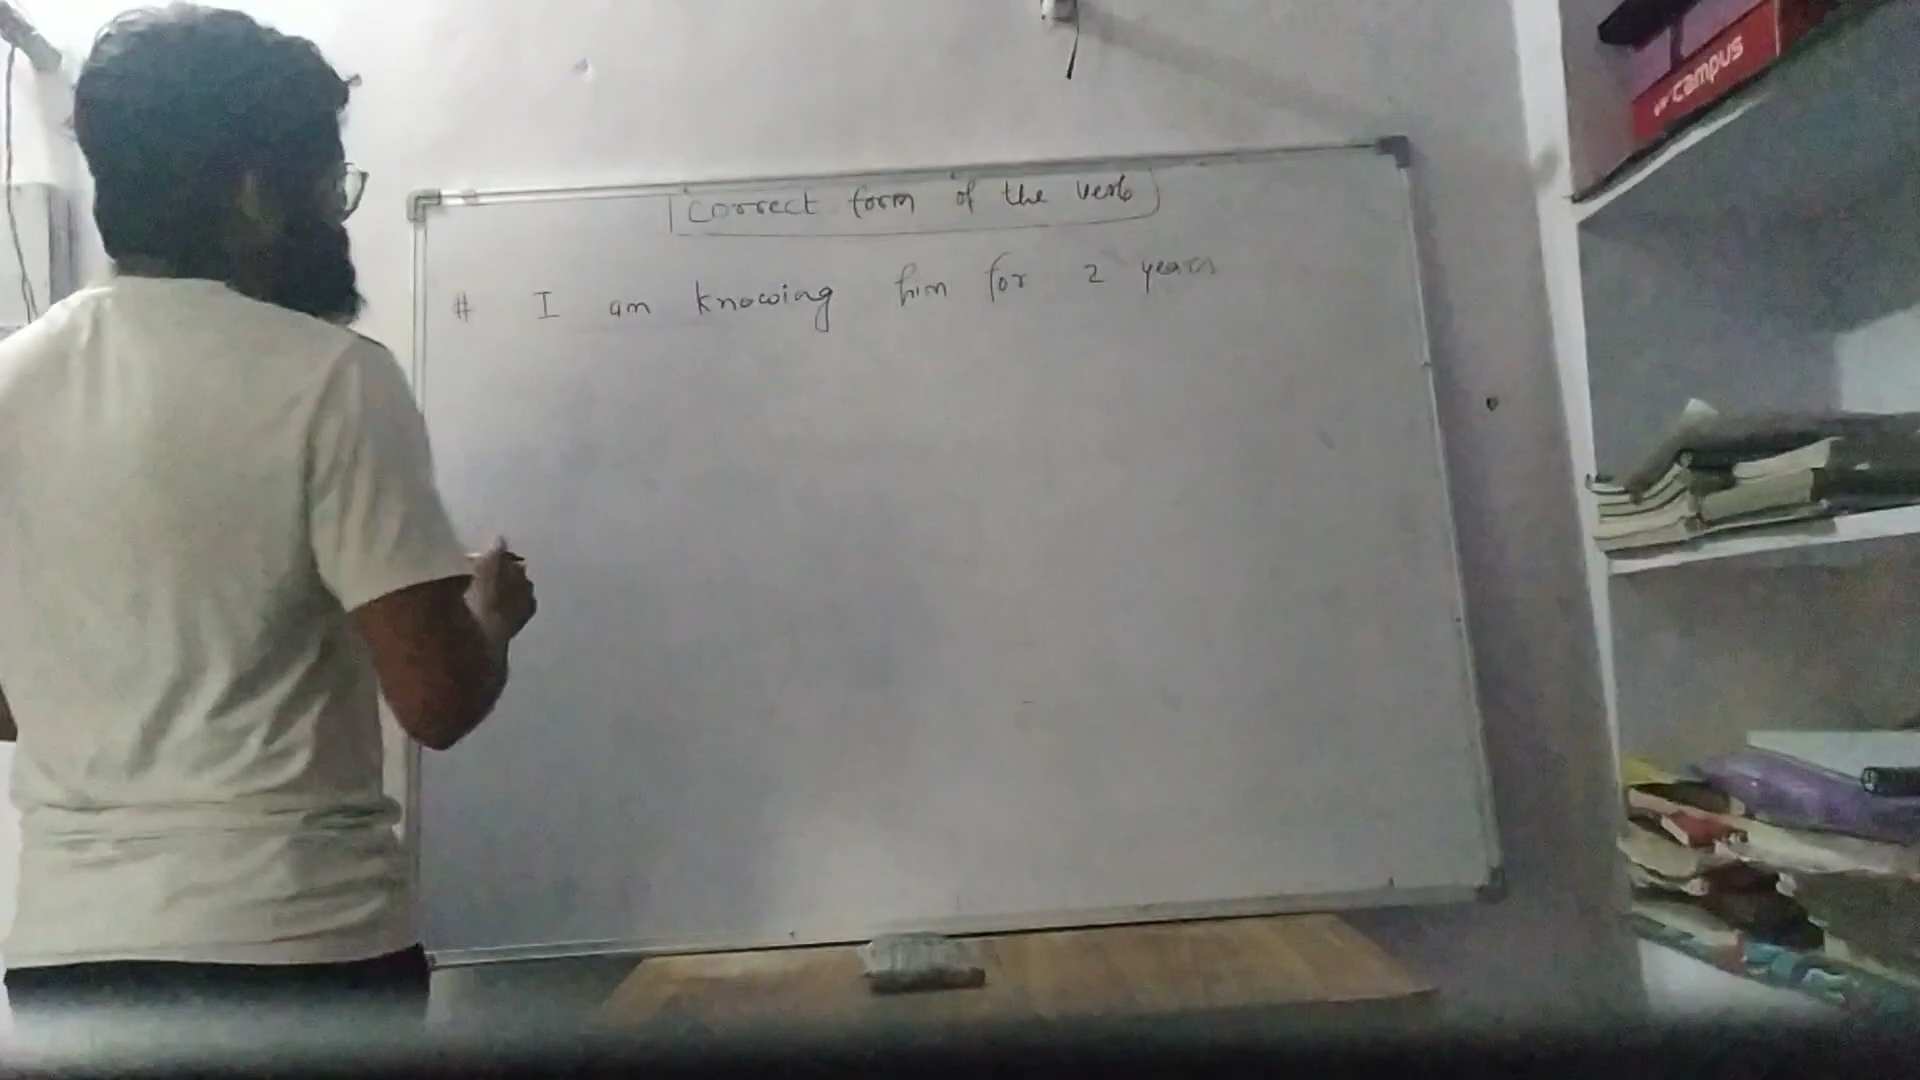 campus
correct form of the verb
# I am knowing him for 2 years